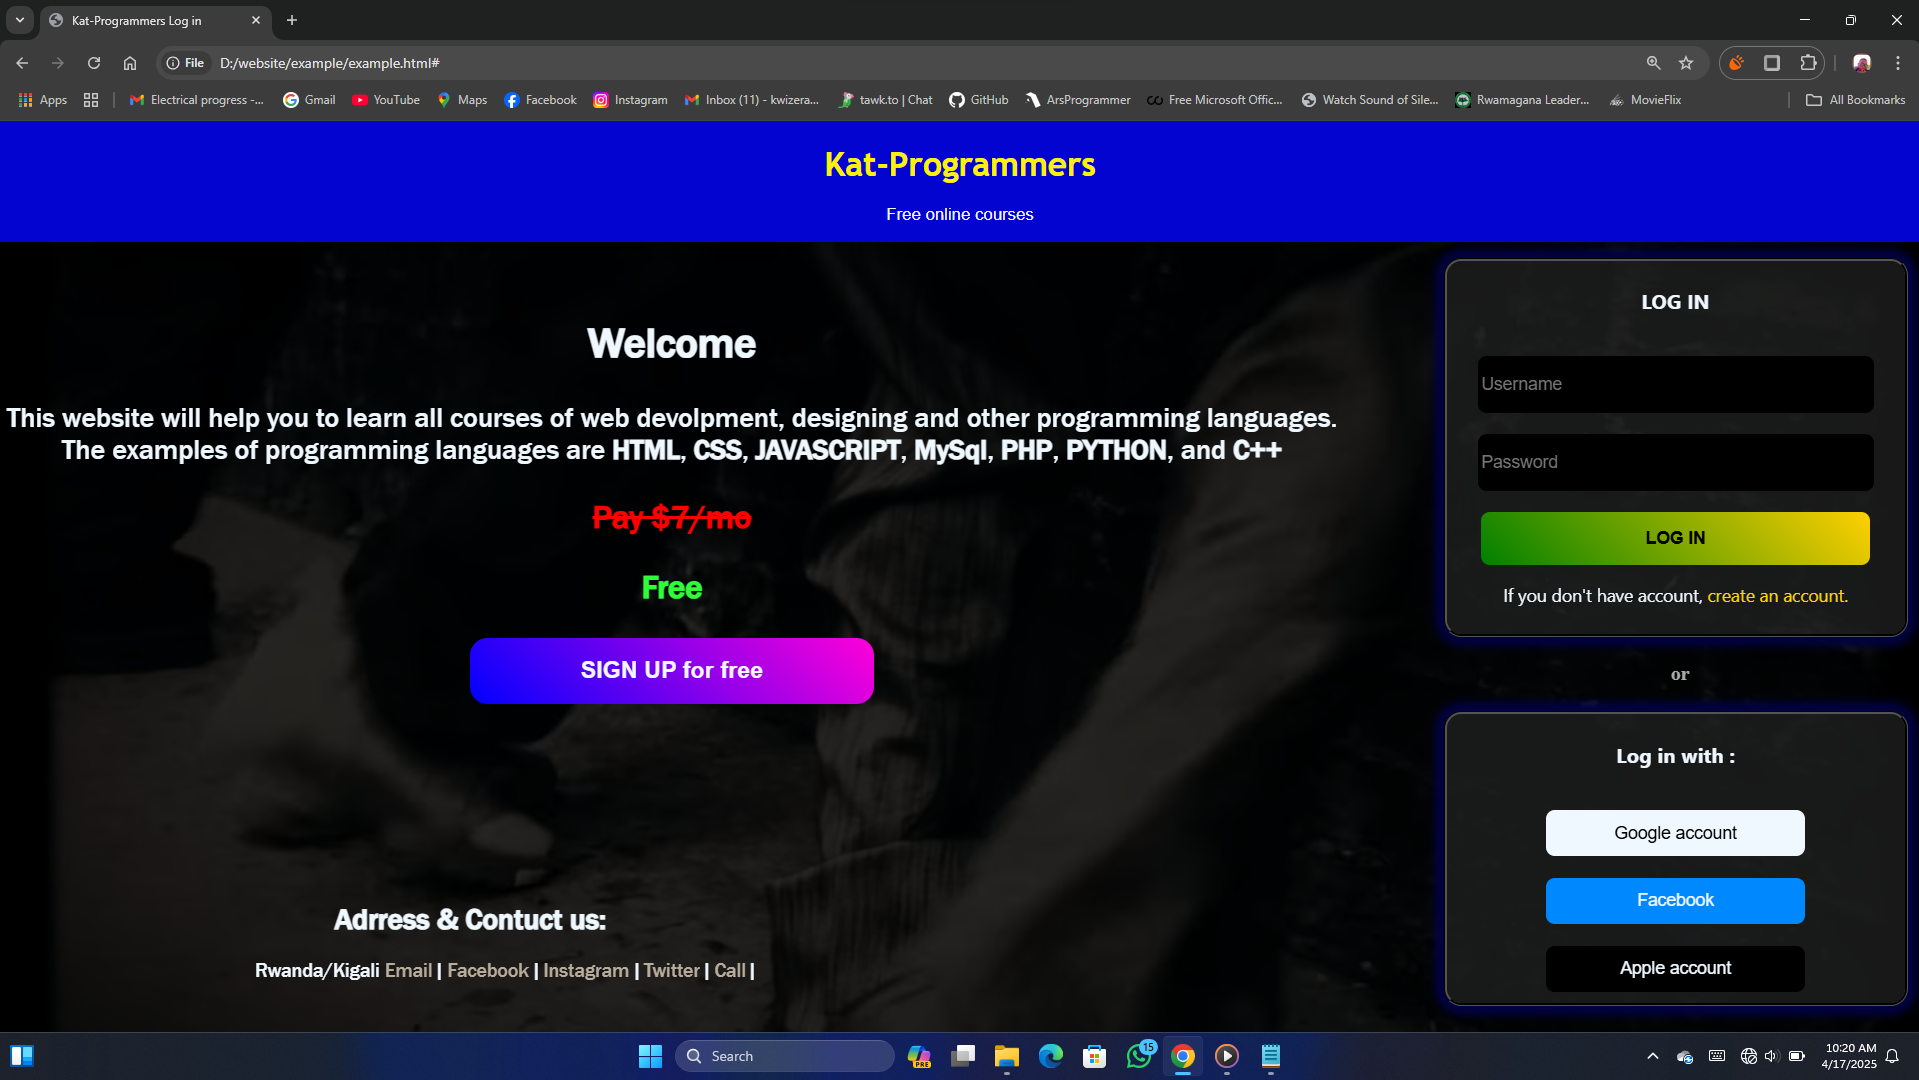 Kat-Programmers Log in
File D:/website/example/example.html#
Apps Electrical progress -... Gmail YouTube Maps Facebook Instagram Inbox (11) - kwizera... tawk.to | Chat GitHub ArsProgrammer Free Microsoft Offic... Watch Sound of Sile... Rwamagana Leader... MovieFlix All Bookmarks
Kat-Programmers
Free online courses
Welcome
This website will help you to learn all courses of web devolpment, designing and other programming languages.
The examples of programming languages are HTML, CSS, JAVASCRIPT, MySql, PHP, PYTHON, and C++
Pay $7/mo
Free
SIGN UP for free
Adrress & Contuct us:
Rwanda/Kigali Email | Facebook | Instagram | Twitter | Call |
LOG IN
Username
Password
LOG IN
If you don't have account, create an account.
or
Log in with :
Google account
Facebook
Apple account
Search
PRE
15
10:20 AM
4/17/2025